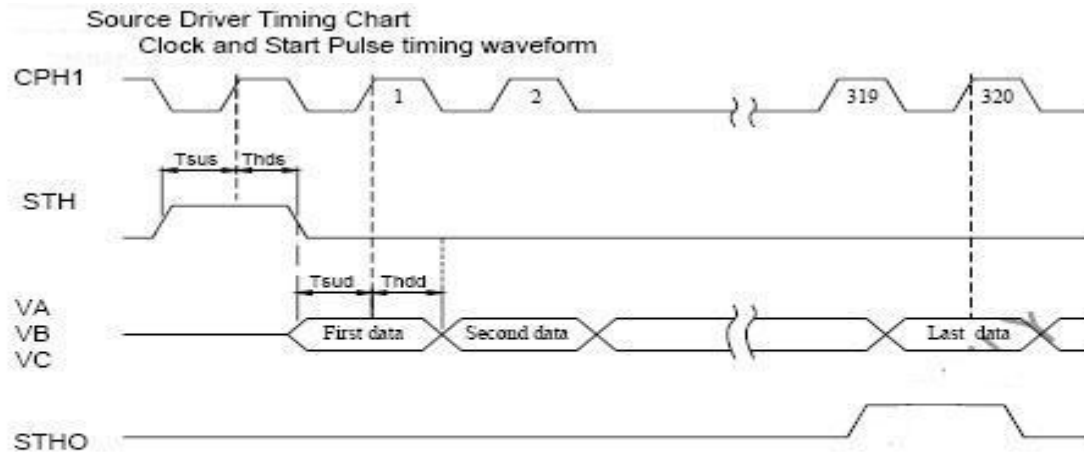 Source Driver Timing Chart
Clock and Start Pulse timing waveform
CPH1
1
2
319
320
Tsus
Thds
STH
Tsud
Thdd
VA
VB
VC
First data
Second data
Last data
STHO